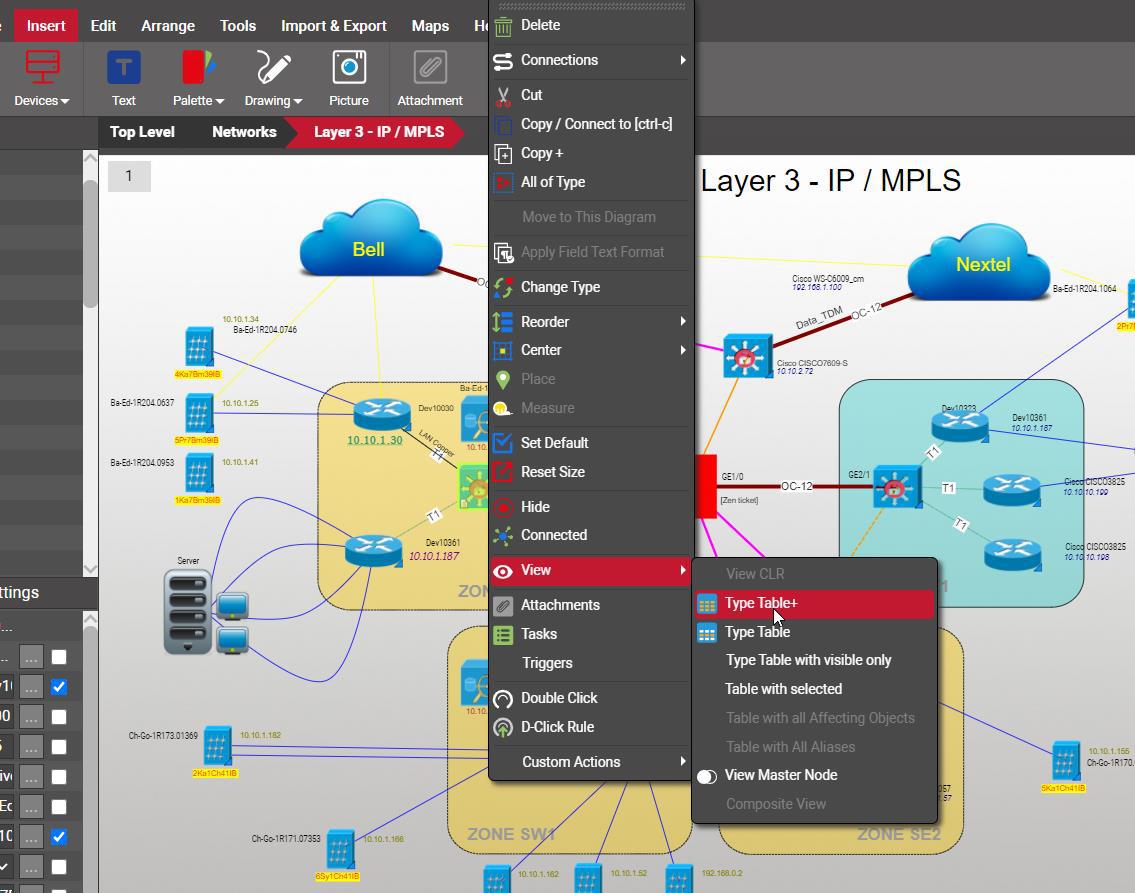 Insert
Edit
Arrange
Tools
Import & Export
Maps
Devices
Text
Palette
Drawing
Picture
Attachment
Top Level
Networks
Layer 3 - IP / MPLS
1
Layer 3 - IP / MPLS
Delete
Connections
Cut
Copy / Connect to [ctrl-c]
Copy +
All of Type
Move to This Diagram
Apply Field Text Format
Change Type
Reorder
Center
Place
Measure
Set Default
Reset Size
Hide
Connected
View
Attachments
Tasks
Triggers
Double Click
D-Click Rule
Custom Actions
View CLR
Type Table+
Type Table
Type Table with visible only
Table with selected
Table with all Affecting Objects
Table with All Aliases
View Master Node
Composite View
Bell
Nextel
Cisco WS-C6009_cm
192.168.1.100
Ba-Ed-1R204.1064
Data_TDM
OC-12
Cisco CISCO7609-S
10.10.2.72
10.10.1.34
Ba-Ed-1R204.0746
4Ka7Bm39IB
Ba-Ed-1R204.0637
10.10.1.25
5Pr7Bm39IB
Ba-Ed-1R204.0953
10.10.1.41
1Ka7Bm39IB
Dev10030
10.10.1.30
LAN Copper
T1
T1
Dev10361
10.10.1.187
Server
GE1/0
[Zen ticket]
OC-12
GE2/1
Dev10323
Dev10361
10.10.1.187
T1
T1
T1
Cisco CISCO3825
10.10.10.199
Cisco CISCO3825
10.10.10.198
Ch-Go-1R173.01369
10.10.1.182
2Ka1Ch41IB
Ch-Go-1R171.07353
10.10.1.166
6Sy1Ch41IB
ZONE SW1
ZONE SE2
10.10.1.162
10.10.1.52
192.168.0.2
10.10.1.155
Ch-Go-1R170.
5Ka1Ch41IB